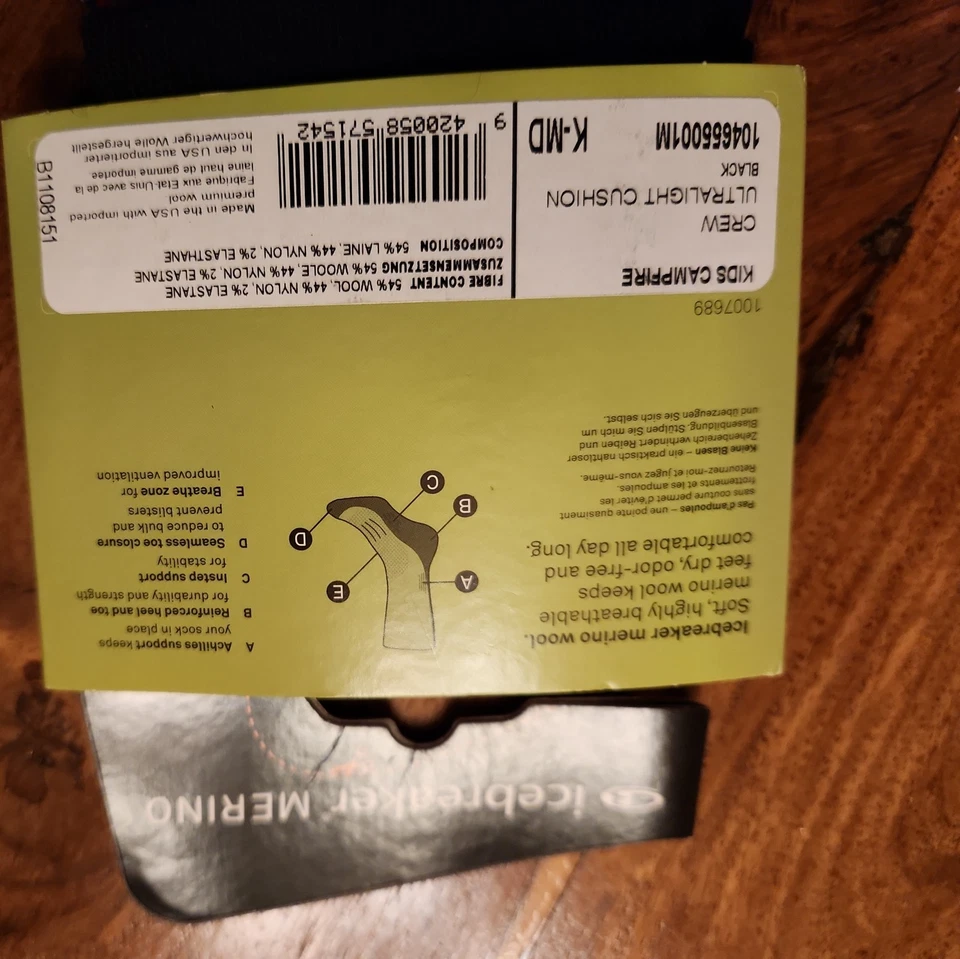 icebreaker MERINO
Icebreaker merino wool.
Soft, highly breathable
merino wool keeps
feet dry, odor-free and
comfortable all day long.
Pas d'ampoules – une pointe quasiment
sans couture permet d'éviter les
frottements et les ampoules.
Retournez-moi et jugez vous-même.
Keine Blasen – ein praktisch nahtloser
Zehenbereich verhindert Reiben und
Blasenbildung. Stülpen Sie mich um
und überzeugen Sie sich selbst.
A
B
C
D
E
A Achilles support keeps
your sock in place
B Reinforced heel and toe
for durability and strength
C Instep support
for stability
D Seamless toe closure
to reduce bulk and
prevent blisters
E Breathe zone for
improved ventilation
1007689
KIDS CAMPFIRE
CREW
ULTRALIGHT CUSHION
BLACK
104655001M K-MD
FIBRE CONTENT 54% WOOL, 44% NYLON, 2% ELASTANE
ZUSAMMENSETZUNG 54% WOOLE, 44% NYLON, 2% ELASTANE
COMPOSITION 54% LAINE, 44% NYLON, 2% ELASTHANE
9 420058 571542
Made in the USA with imported
premium wool
Fabrique aux Etat-Unis avec de la
laine haut de gamme importee
In den USA aus importierter
hochwertiger Wolle hergestellt
B1108151